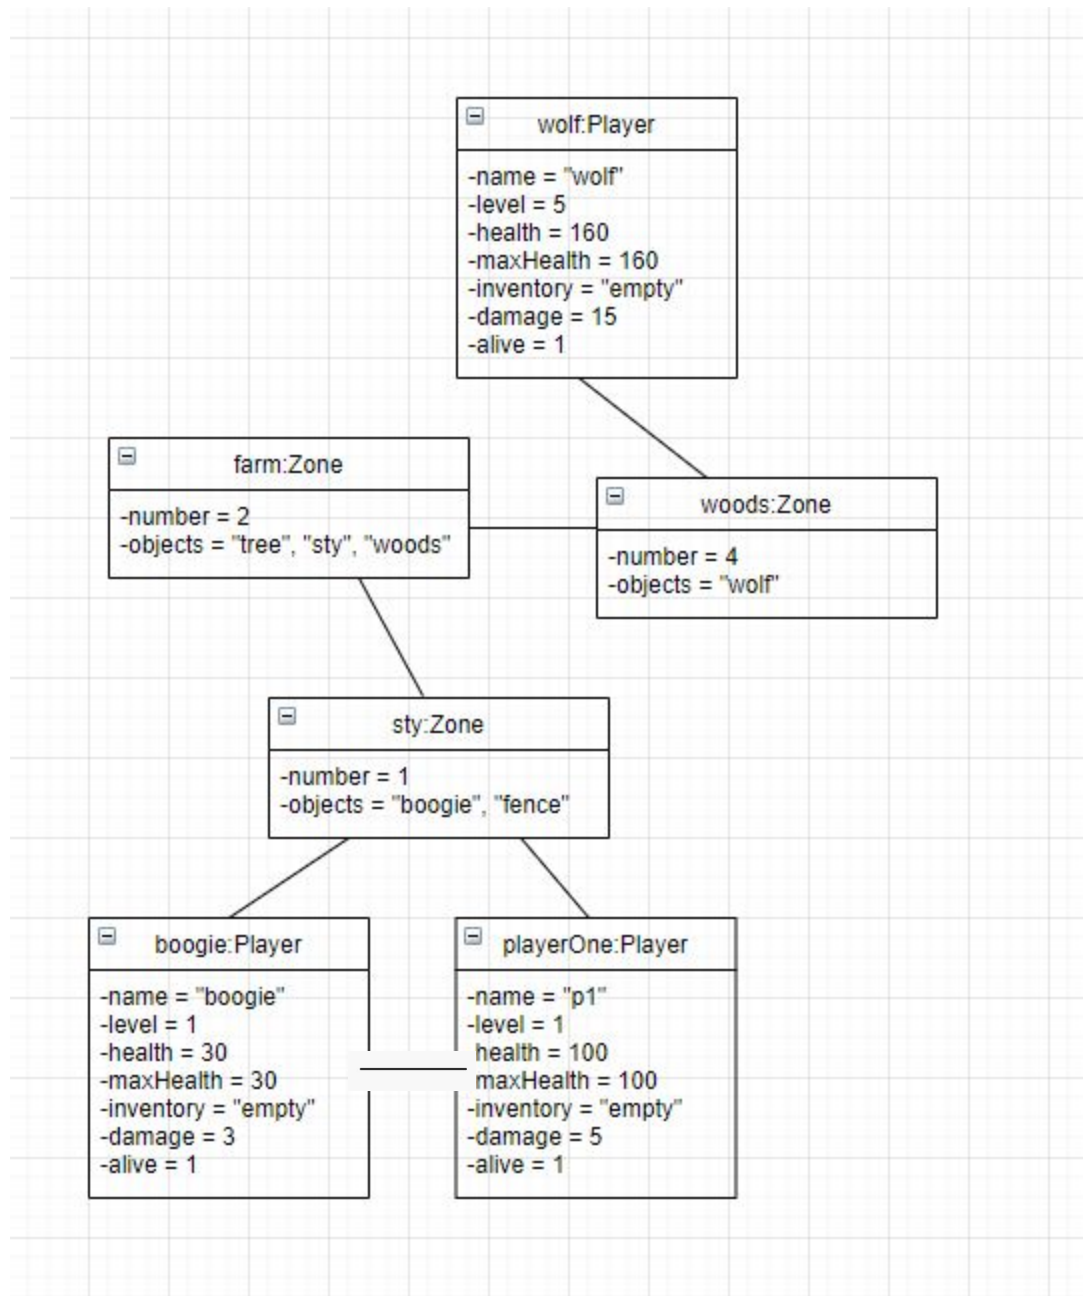 wolf:Player
-name = "wolf"
-level = 5
-health = 160
-maxHealth = 160
-inventory = "empty"
-damage = 15
-alive = 1
farm:Zone
-number = 2
-objects = "tree", "sty", "woods"
woods:Zone
-number = 4
-objects = "wolf"
sty:Zone
-number = 1
-objects = "boogie", "fence"
boogie:Player
-name = "boogie"
-level = 1
-health = 30
-maxHealth = 30
-inventory = "empty"
-damage = 3
-alive = 1
playerOne:Player
-name = "p1"
-level = 1
health = 100
maxHealth = 100
-inventory = "empty"
-damage = 5
-alive = 1